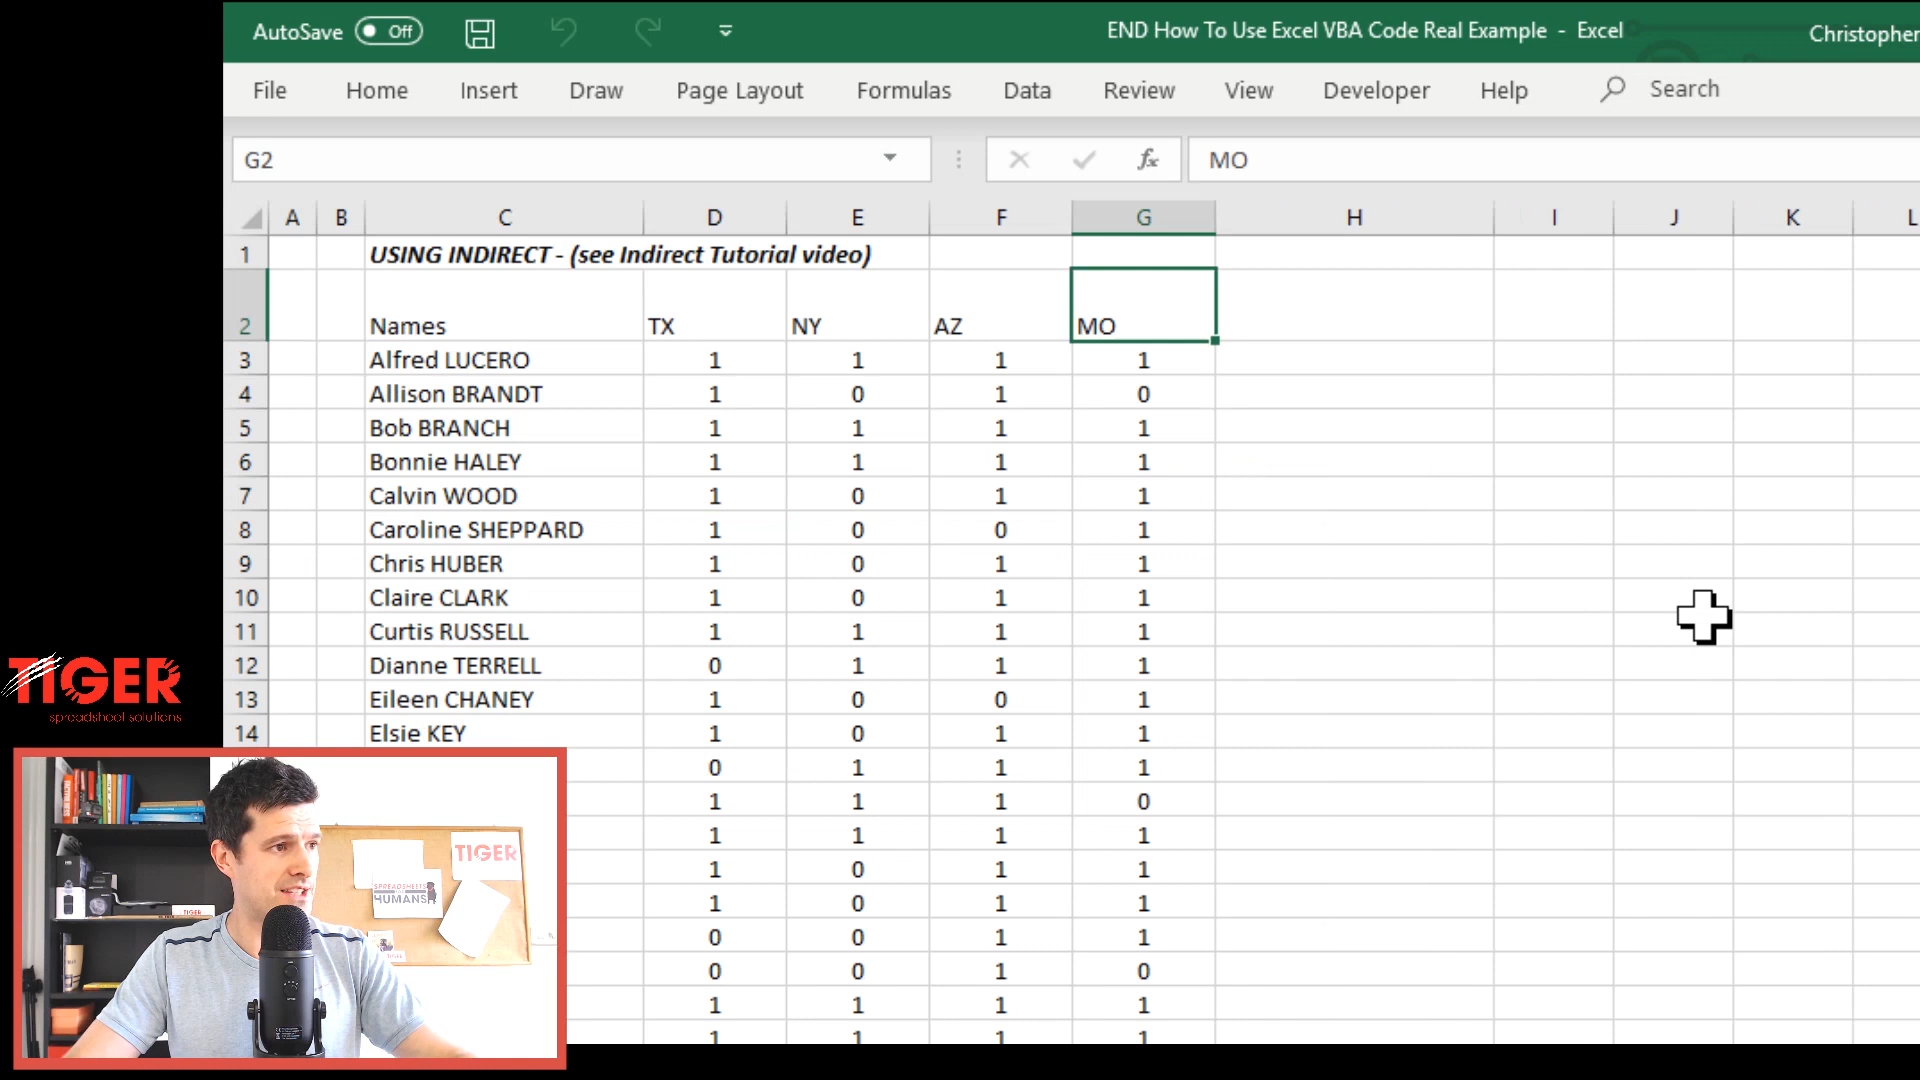 AutoSave Off END How To Use Excel VBA Code Real Example - Excel Christopher
File Home Insert Draw Page Layout Formulas Data Review View Developer Help Search
G2 fx MO
A B C D E F G H I J K L
1 USING INDIRECT - (see Indirect Tutorial video)
2 Names TX NY AZ MO
3 Alfred LUCERO 1 1 1 1
4 Allison BRANDT 1 0 1 0
5 Bob BRANCH 1 1 1 1
6 Bonnie HALEY 1 1 1 1
7 Calvin WOOD 1 0 1 1
8 Caroline SHEPPARD 1 0 0 1
9 Chris HUBER 1 0 1 1
10 Claire CLARK 1 0 1 1
11 Curtis RUSSELL 1 1 1 1
12 Dianne TERRELL 0 1 1 1
13 Eileen CHANEY 1 0 0 1
14 Elsie KEY 1 0 1 1
0 1 1 1
1 1 1 0
1 1 1 1
1 0 1 1
1 0 1 1
0 0 1 1
0 0 1 0
1 1 1 1
1 1 1 1
TIGER
spreadsheet solutions
TIGER
SPREADSHEETS
HUMANS
TIGER